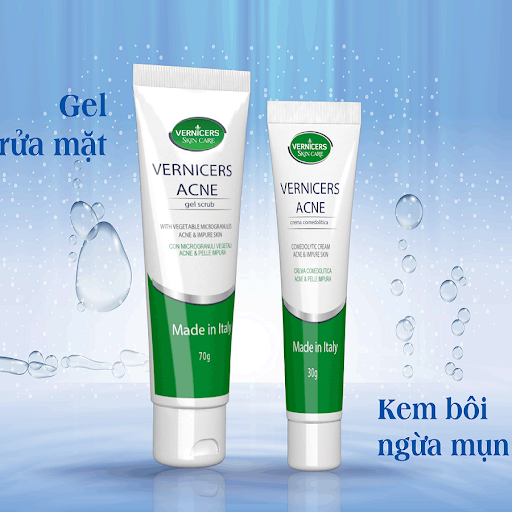 Gel
rửa mặt
VERNICERS
SKIN CARE
VERNICERS
ACNE
gel scrub
WITH VEGETABLE MICROGRANULES
ACNE & IMPURE SKIN
CON MICROGRANULI VEGETALI
ACNE & PELLE IMPURA
Made in Italy
70g
VERNICERS
SKIN CARE
VERNICERS
ACNE
crema comedolitica
COMEDOLYTIC CREAM
ACNE & IMPURE SKIN
CREMA COMEDOLITICA
ACNE & PELLE IMPURA
Made in Italy
30g
Kem bôi
ngừa mụn